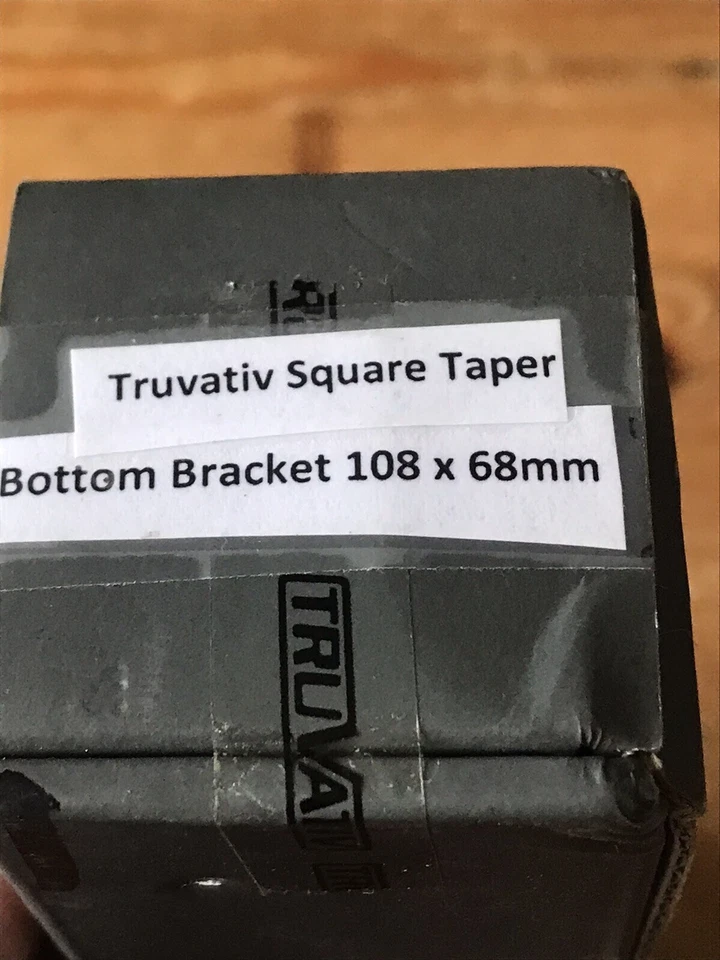 Truvativ Square Taper
Bottom Bracket 108 x 68mm
TRUVATIV